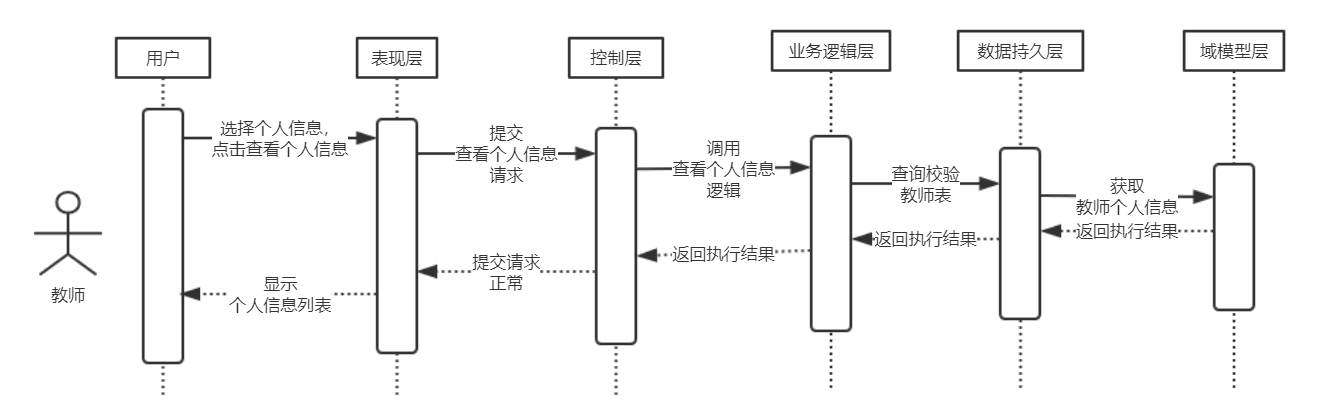 用户
表现层
控制层
业务逻辑层
数据持久层
域模型层
选择个人信息，
点击查看个人信息
提交
查看个人信息
请求
调用
查看个人信息
逻辑
查询校验
教师表
获取
教师个人信息
返回执行结果
返回执行结果
返回执行结果
提交请求
正常
显示
个人信息列表
教师